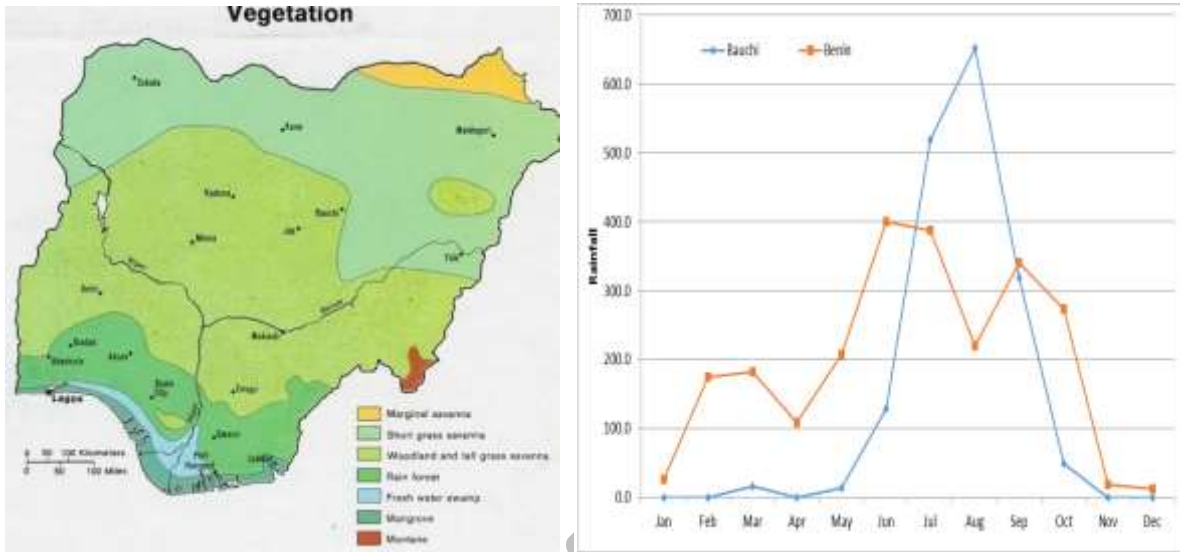 Vegetation
Sokoto
Kano
Maiduguri
Kaduna
Bauchi
Jos
Minna
Yola
Niger
Benue
Ilorin
Makurdi
Ibadan
Abeokuta
Akure
Benin City
Enugu
Lagos
Owerri
Port Harcourt
Calabar
0 50 100 Kilometers
0 50 100 Miles
Marginal savanna
Short grass savanna
Woodland and tall grass savanna
Rain forest
Fresh water swamp
Mangrove
Montane
Bauchi
Benin
Rainfall
700.0
600.0
500.0
400.0
300.0
200.0
100.0
0.0
Jan Feb Mar Apr May Jun Jul Aug Sep Oct Nov Dec